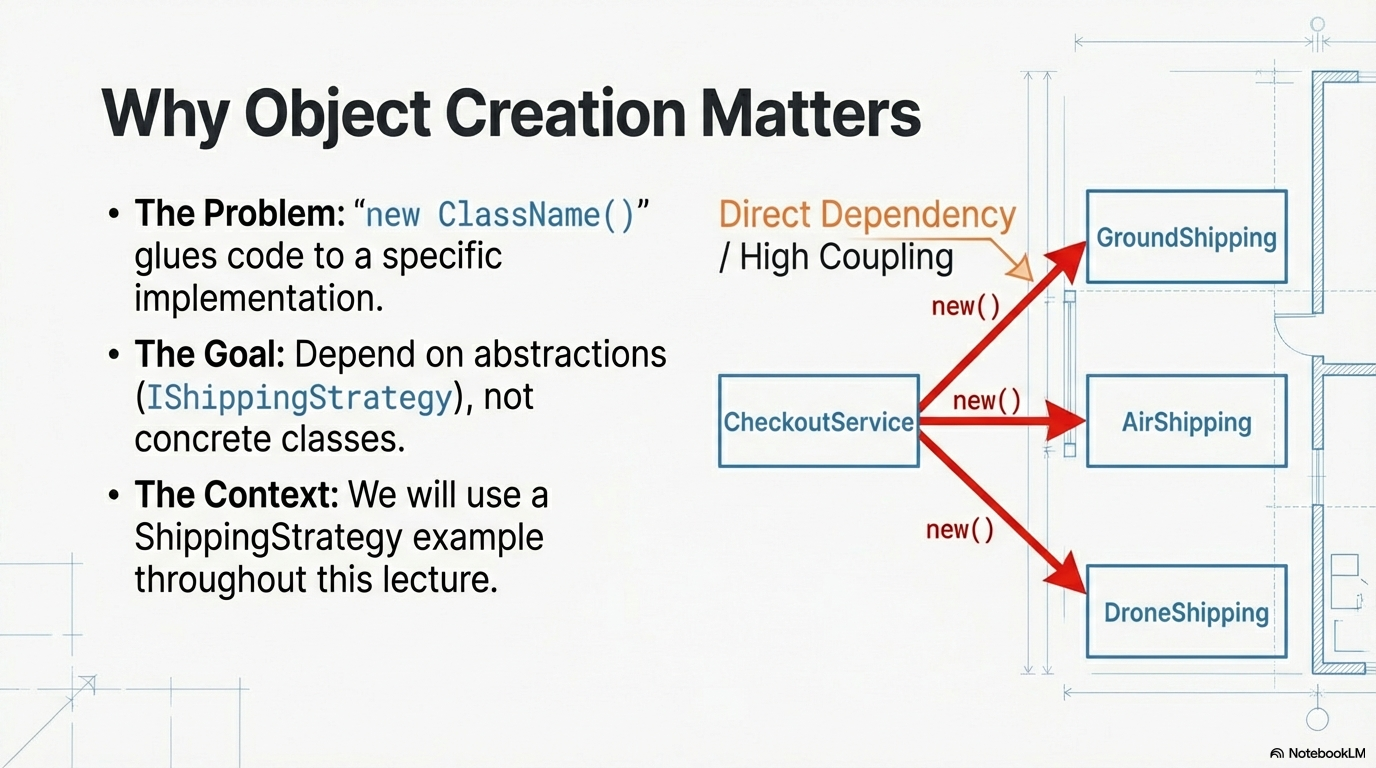 Why Object Creation Matters
• The Problem: “new ClassName()”
glues code to a specific
implementation.
• The Goal: Depend on abstractions
(IShippingStrategy), not
concrete classes.
• The Context: We will use a
ShippingStrategy example
throughout this lecture.
Direct Dependency
/ High Coupling
new()
new()
new()
CheckoutService
GroundShipping
AirShipping
DroneShipping
NotebookLM